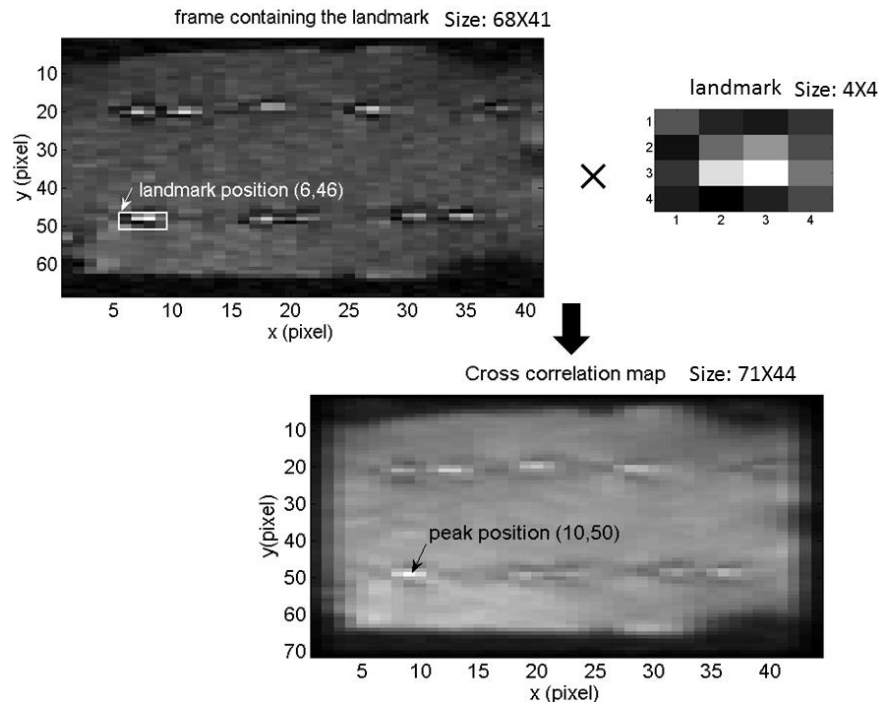 frame containing the landmark Size: 68X41
10
20
30
40
50
60
y (pixel)
landmark position (6,46)
5 10 15 20 25 30 35 40
x (pixel)
×
landmark Size: 4X4
1
2
3
4
1 2 3 4
Cross correlation map Size: 71X44
10
20
30
40
50
60
70
y(pixel)
peak position (10,50)
5 10 15 20 25 30 35 40
x (pixel)